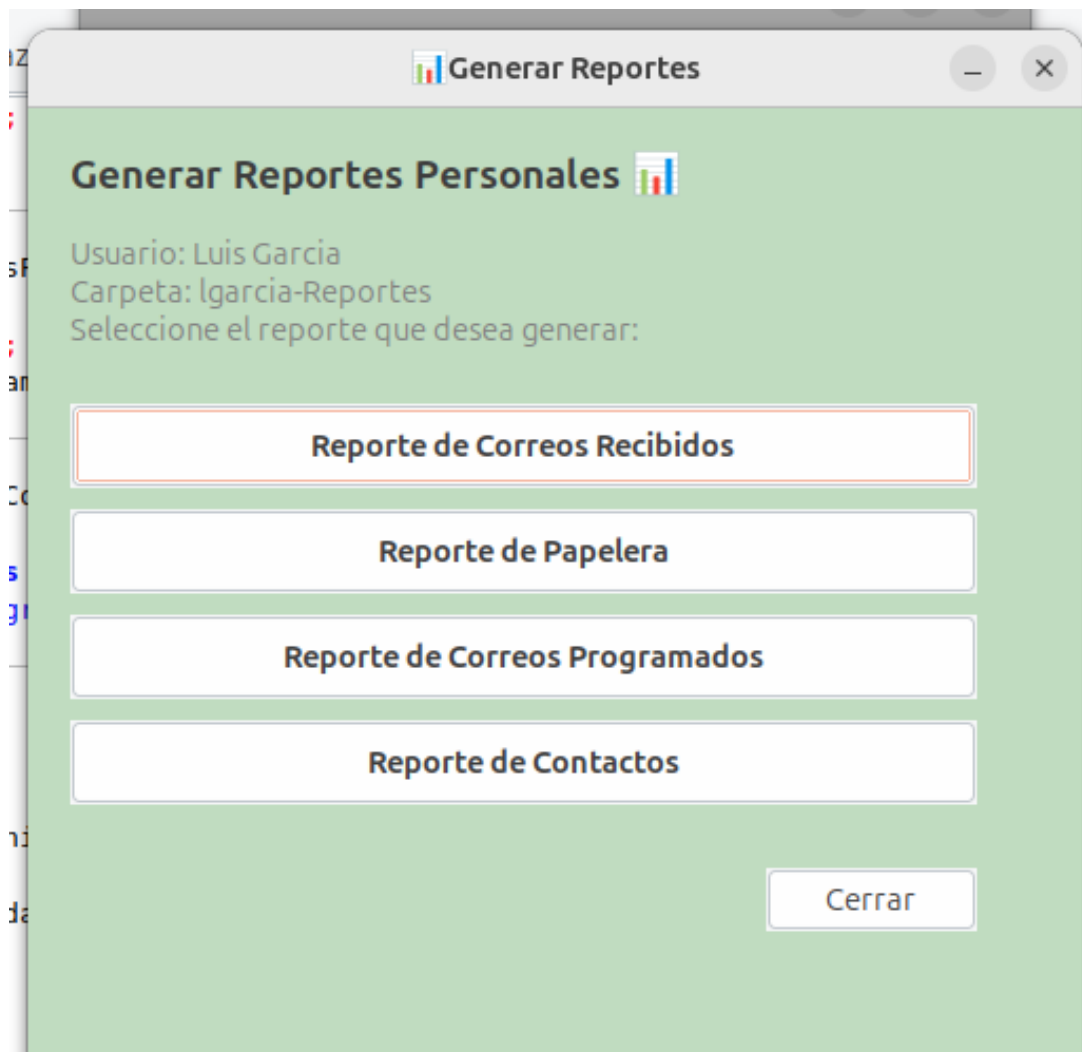 Generar Reportes
Generar Reportes Personales
Usuario: Luis Garcia
Carpeta: lgarcia-Reportes
Seleccione el reporte que desea generar:
Reporte de Correos Recibidos
Reporte de Papelera
Reporte de Correos Programados
Reporte de Contactos
Cerrar